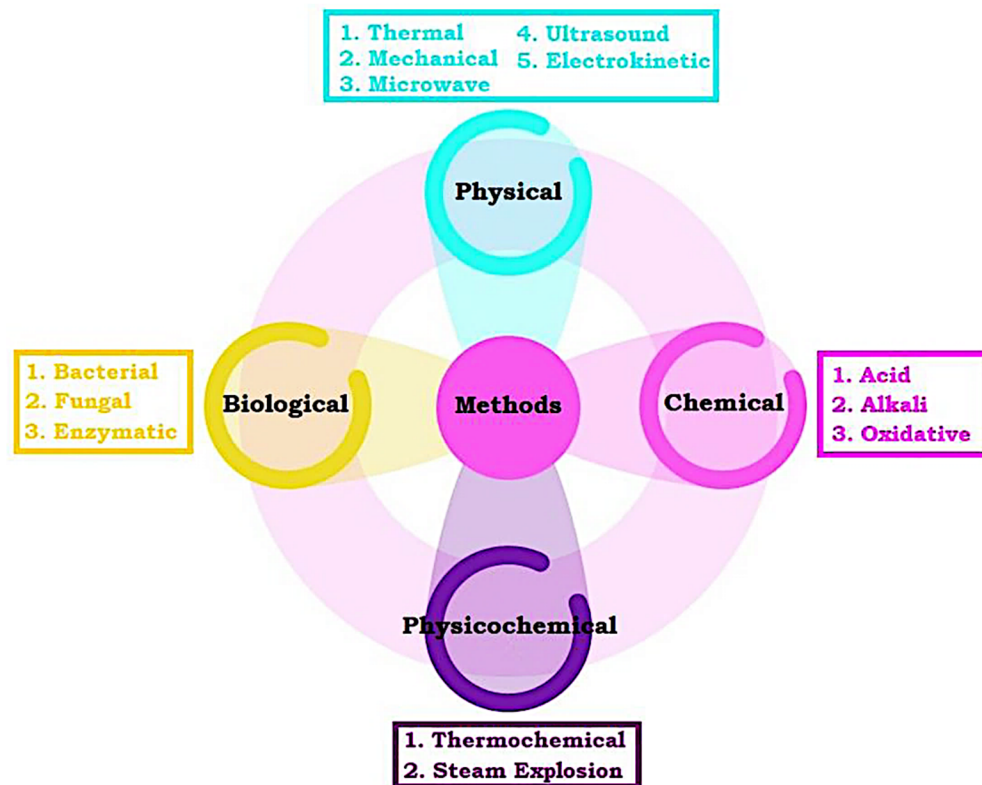 1. Thermal 4. Ultrasound
2. Mechanical 5. Electrokinetic
3. Microwave
Physical
1. Bacterial
2. Fungal
3. Enzymatic
Biological
Methods
Chemical
1. Acid
2. Alkali
3. Oxidative
Physicochemical
1. Thermochemical
2. Steam Explosion